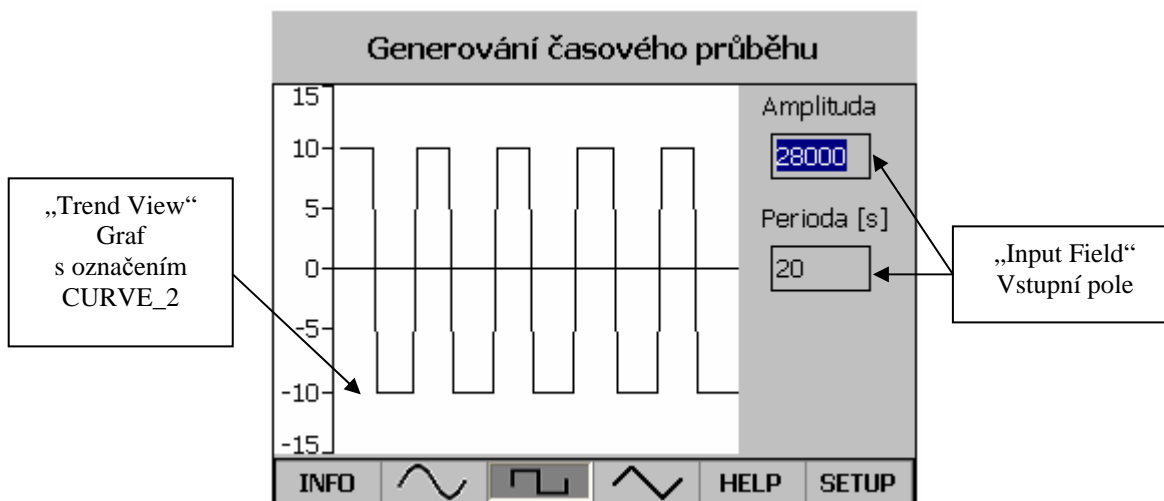 Generování časového průběhu
15
10
5
0
-5
-10
-15
Amplituda
28000
Perioda [s]
20
INFO
HELP
SETUP
„Trend View“
Graf
s označením
CURVE_2
„Input Field“
Vstupní pole